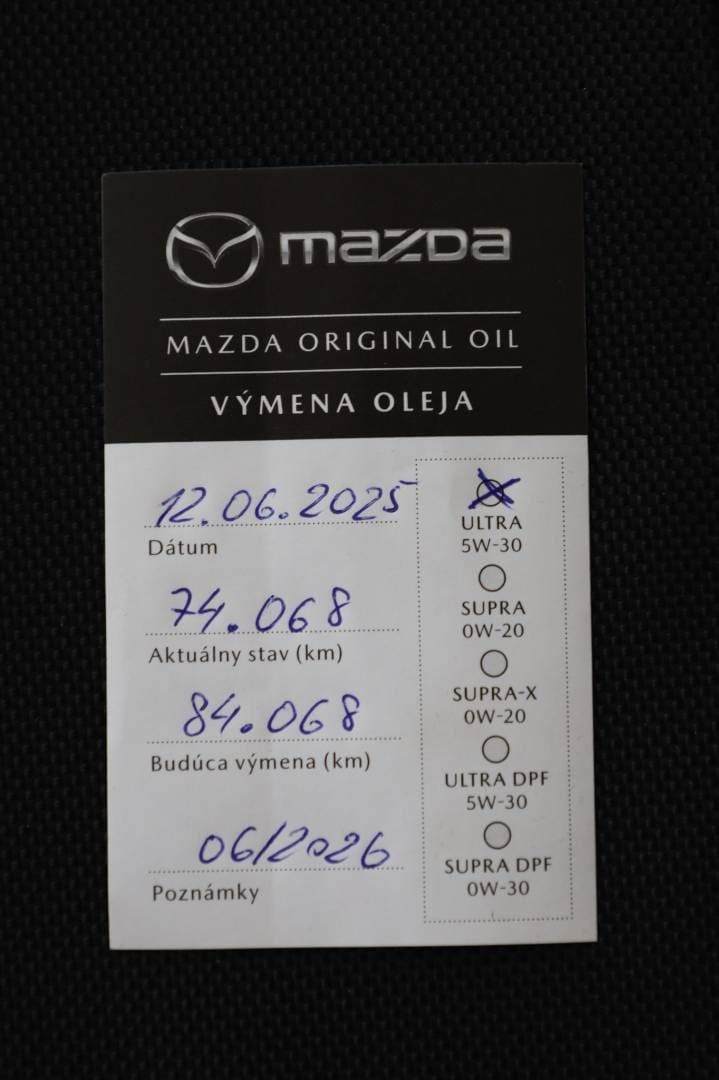 mazda
MAZDA ORIGINAL OIL
VÝMENA OLEJA
12.06.2025
Dátum
74.068
Aktuálny stav (km)
84.068
Budúca výmena (km)
06/2026
Poznámky
ULTRA
5W-30
SUPRA
0W-20
SUPRA-X
0W-20
ULTRA DPF
5W-30
SUPRA DPF
0W-30